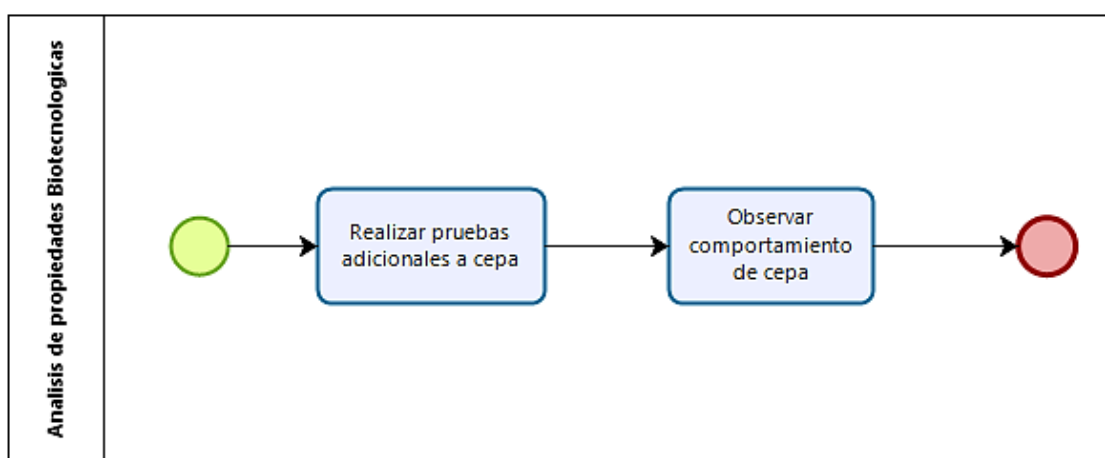 Analisis de propiedades Biotecnologicas
Realizar pruebas
adicionales a cepa
Observar
comportamiento
de cepa